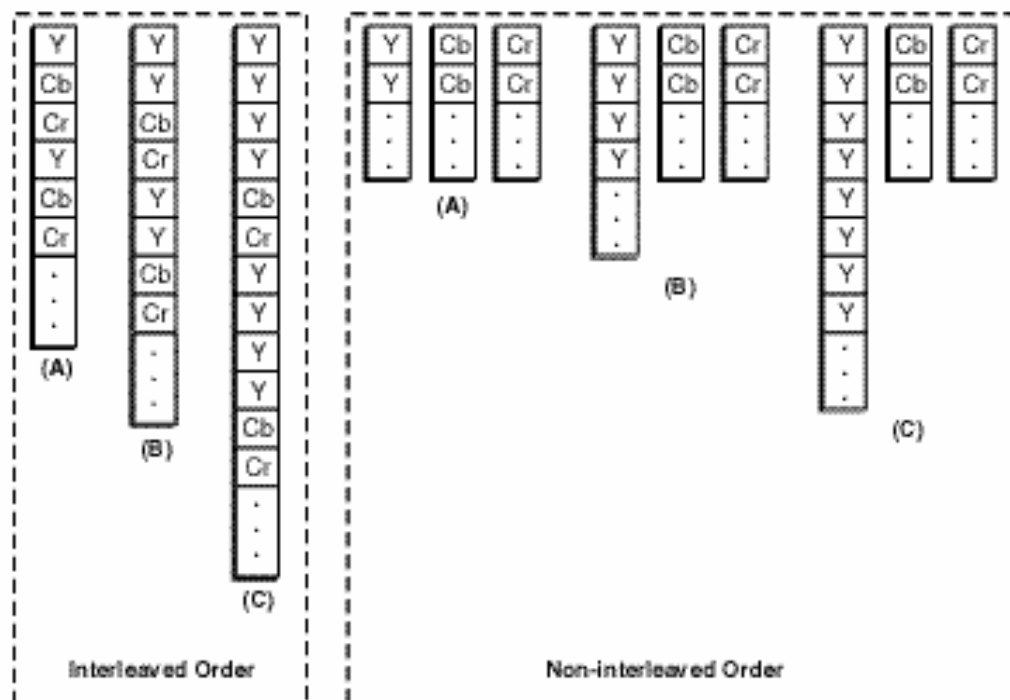 Y
Cb
Cr
Y
Cb
Cr
.
.
.
(A)
Y
Y
Cb
Cr
Y
Y
Cb
Cr
.
.
.
(B)
Y
Y
Y
Y
Cb
Cr
Y
Y
Y
Y
Cb
Cr
.
.
.
(C)
Interleaved Order
Y Cb Cr
Y Cb Cr
. . .
. . .
. . .
(A)
Y Cb Cr
Y Cb Cr
Y . .
Y . .
. .
.
.
.
(B)
Y Cb Cr
Y Cb Cr
Y . .
Y . .
Y . .
Y
Y
Y
.
.
.
(C)
Non-interleaved Order